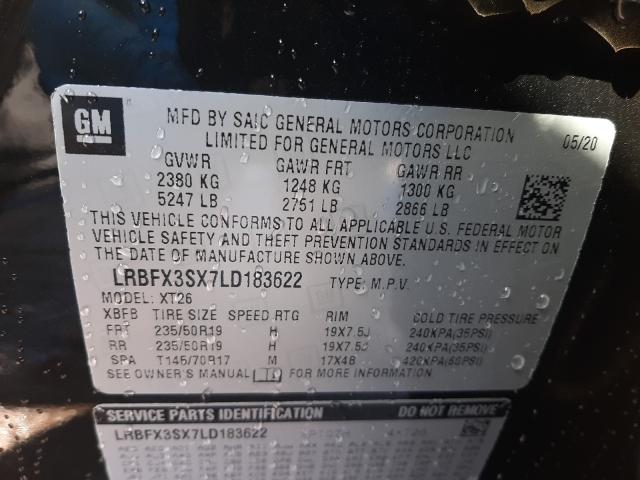 GM
MFD BY SAIC GENERAL MOTORS CORPORATION 05/20
LIMITED FOR GENERAL MOTORS LLC
GVWR GAWR FRT GAWR RR
2380 KG 1248 KG 1300 KG
5247 LB 2751 LB 2866 LB
THIS VEHICLE CONFORMS TO ALL APPLICABLE U.S. FEDERAL MOTOR
VEHICLE SAFETY AND THEFT PREVENTION STANDARDS IN EFFECT ON
THE DATE OF MANUFACTURE SHOWN ABOVE.
LRBFX3SX7LD183622 TYPE: M.P.V.
MODEL: XT26
XBFB TIRE SIZE SPEED RTG RIM COLD TIRE PRESSURE
FRT 235/50R19 H 19X7.5J 240KPA(35PSI)
RR 235/50R19 H 19X7.5J 240KPA(35PSI)
SPA T145/70R17 M 17X4B 420KPA(60PSI)
SEE OWNER'S MANUAL FOR ADDITIONAL INFORMATION
SERVICE PARTS IDENTIFICATION DO NOT REMOVE
LRBFX3SX7LD183622